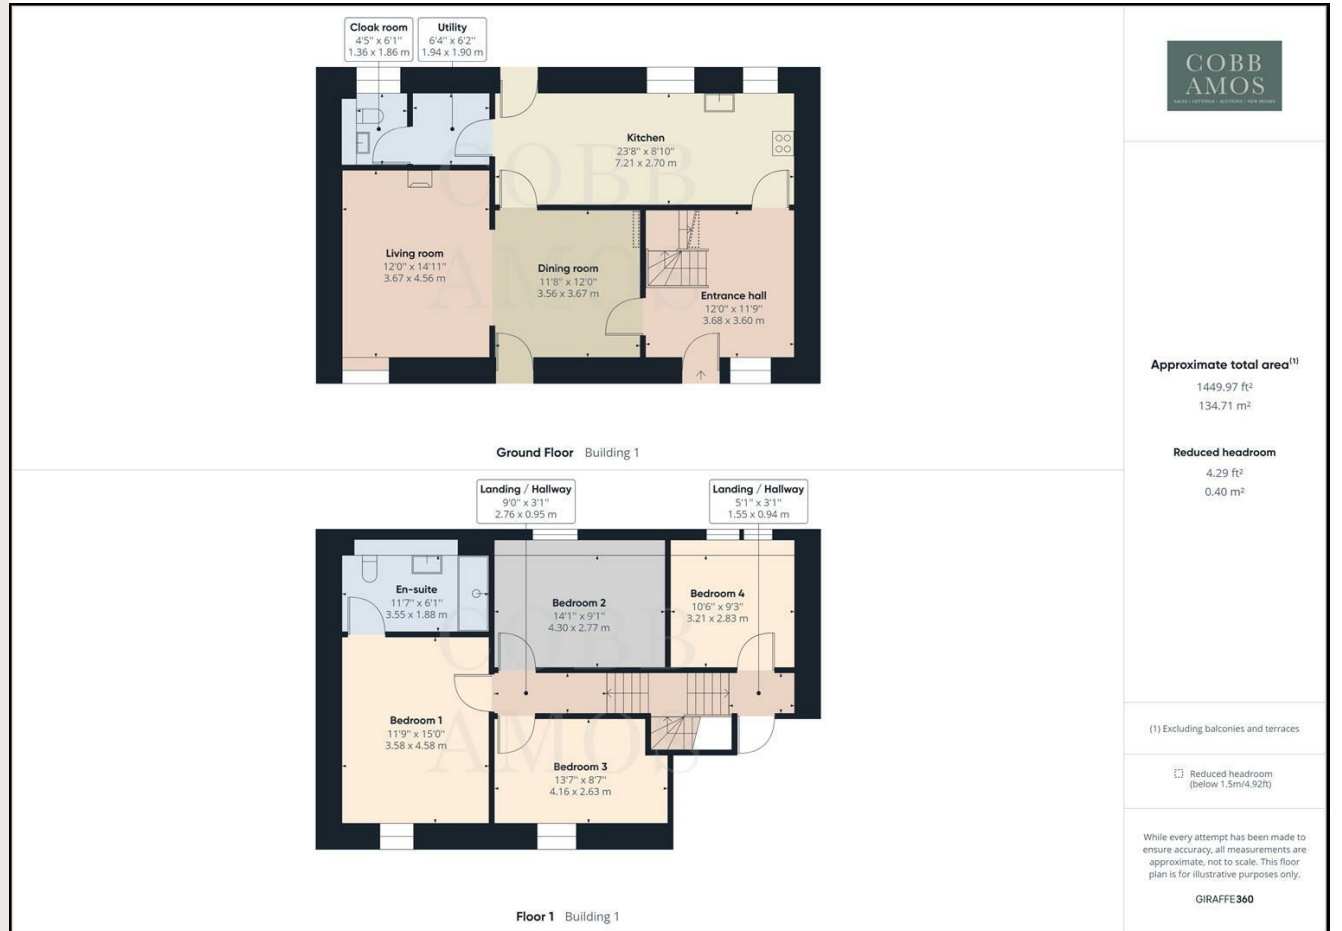 Cloak room
4'5" x 6'1"
1.36 x 1.86 m
Utility
6'4" x 6'2"
1.94 x 1.90 m
Kitchen
23'8" x 8'10"
7.21 x 2.70 m
Living room
12'0" x 14'11"
3.67 x 4.56 m
Dining room
11'8" x 12'0"
3.56 x 3.67 m
Entrance hall
12'0" x 11'9"
3.68 x 3.60 m
COBB
AMOS
Ground Floor Building 1
Landing / Hallway
9'0" x 3'1"
2.76 x 0.95 m
Landing / Hallway
5'1" x 3'1"
1.55 x 0.94 m
En-suite
11'7" x 6'1"
3.55 x 1.88 m
Bedroom 2
14'1" x 9'1"
4.30 x 2.77 m
Bedroom 4
10'6" x 9'3"
3.21 x 2.83 m
Bedroom 1
11'9" x 15'0"
3.58 x 4.58 m
Bedroom 3
13'7" x 8'7"
4.16 x 2.63 m
COBB
AMOS
Floor 1 Building 1
COBB
AMOS
SALES • LETTINGS • AUCTIONS • NEW HOMES
Approximate total area(1)
1449.97 ft²
134.71 m²
Reduced headroom
4.29 ft²
0.40 m²
(1) Excluding balconies and terraces
Reduced headroom
(below 1.5m/4.92ft)
While every attempt has been made to
ensure accuracy, all measurements are
approximate, not to scale. This floor
plan is for illustrative purposes only.
GIRAFFE360